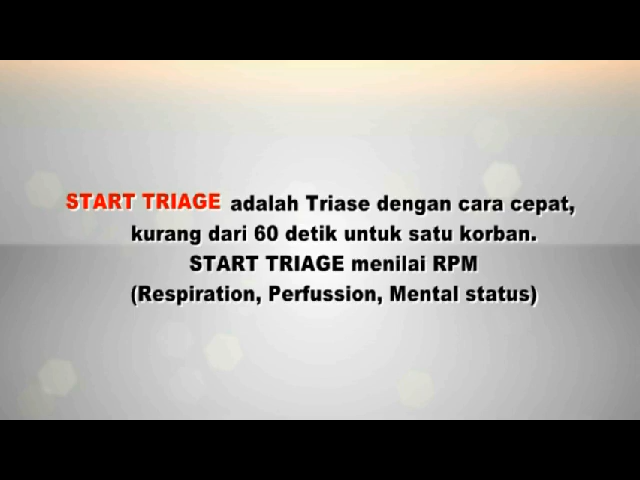 START TRIAGE adalah Triase dengan cara cepat,
kurang dari 60 detik untuk satu korban.
START TRIAGE menilai RPM
(Respiration, Perfussion, Mental status)